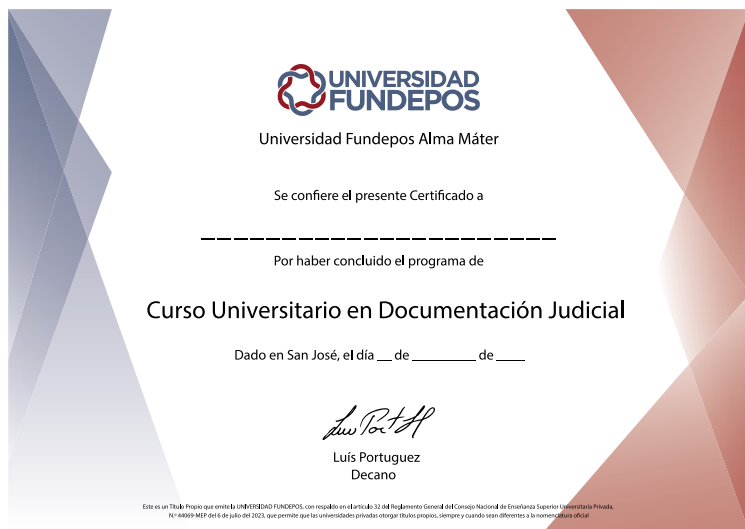 UNIVERSIDAD
FUNDEPOS
Universidad Fundepos Alma Máter
Se confiere el presente Certificado a
Por haber concluido el programa de
Curso Universitario en Documentación Judicial
Dado en San José, el día __ de _________ de ____
Luís Portuguez
Decano
Este es un Título Propio que emite la UNIVERSIDAD FUNDEPOS, con respaldo en el artículo 32 del Reglamento General del Consejo Nacional de Enseñanza Superior Universitaria Privada,
N.º 44069-MEP del 6 de julio del 2023, que permite que las universidades privadas otorgar títulos propios, siempre y cuando sean diferentes a la nomenclatura oficial